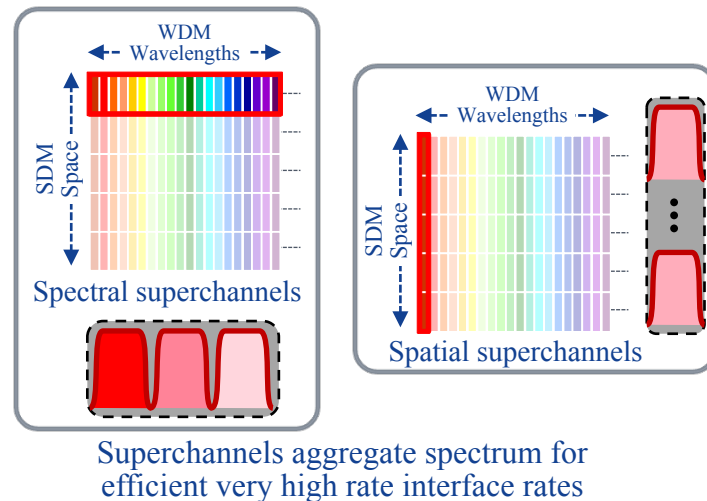 WDM
Wavelengths
SDM
Space
Spectral superchannels
WDM
Wavelengths
SDM
Space
Spatial superchannels
Superchannels aggregate spectrum for
efficient very high rate interface rates